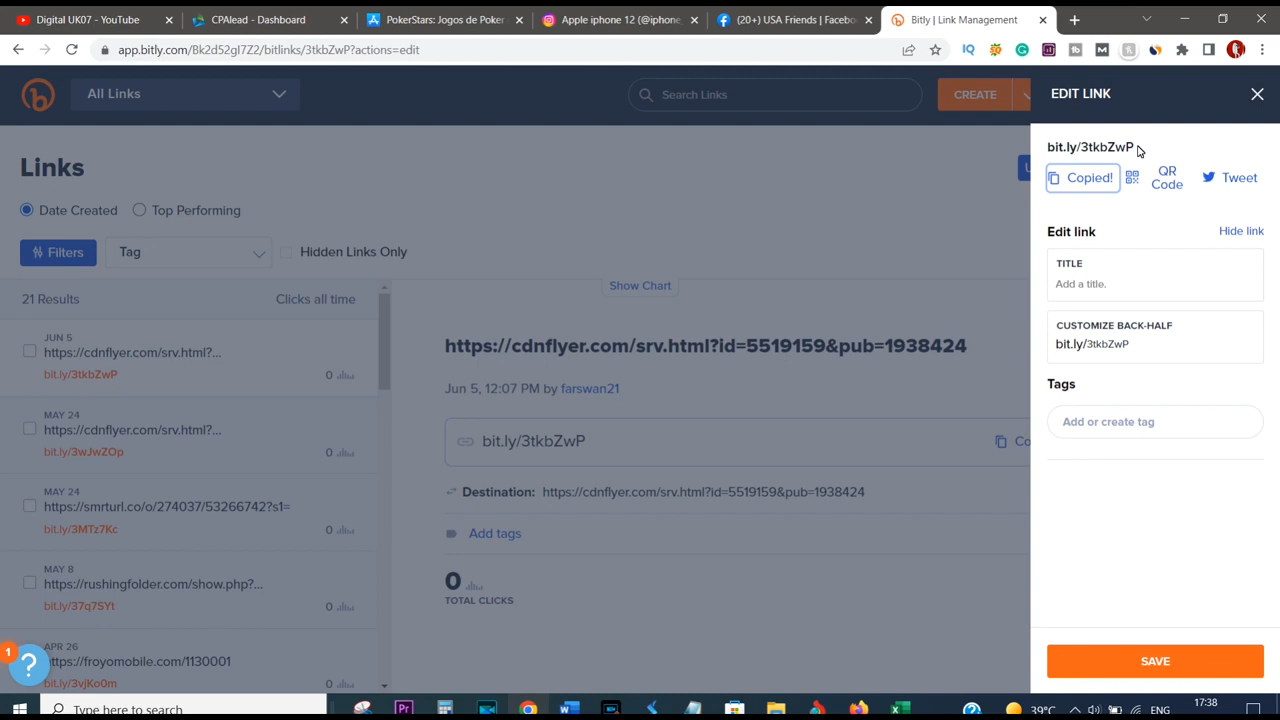 Digital UK07 - YouTube
CPAlead - Dashboard
PokerStars: Jogos de Poker
Apple iphone 12 (@iphone_
(20+) USA Friends | Facebo
Bitly | Link Management
app.bitly.com/Bk2d52gI7Z2/bitlinks/3tkbZwP?actions=edit
All Links
Search Links
CREATE
EDIT LINK
Links
bit.ly/3tkbZwP
Copied!
QR Code
Tweet
Date Created
Top Performing
Edit link
Hide link
Filters
Tag
Hidden Links Only
TITLE
Add a title.
21 Results
Clicks all time
Show Chart
CUSTOMIZE BACK-HALF
bit.ly/3tkbZwP
JUN 5
https://cdnflyer.com/srv.html?...
bit.ly/3tkbZwP
0
https://cdnflyer.com/srv.html?id=5519159&pub=1938424
Jun 5, 12:07 PM by farswan21
Tags
Add or create tag
MAY 24
https://cdnflyer.com/srv.html?...
bit.ly/3wJwZOp
0
bit.ly/3tkbZwP
Co
MAY 24
https://smrturl.co/o/274037/53266742?s1=
bit.ly/3MTz7Kc
0
Destination: https://cdnflyer.com/srv.html?id=5519159&pub=1938424
Add tags
MAY 8
https://rushingfolder.com/show.php?...
bit.ly/37q7SYt
0
0
TOTAL CLICKS
APR 26
https://froyomobile.com/1130001
bit.ly/3vjKo0m
0
1
?
SAVE
Type here to search
39°C
ENG
17:38